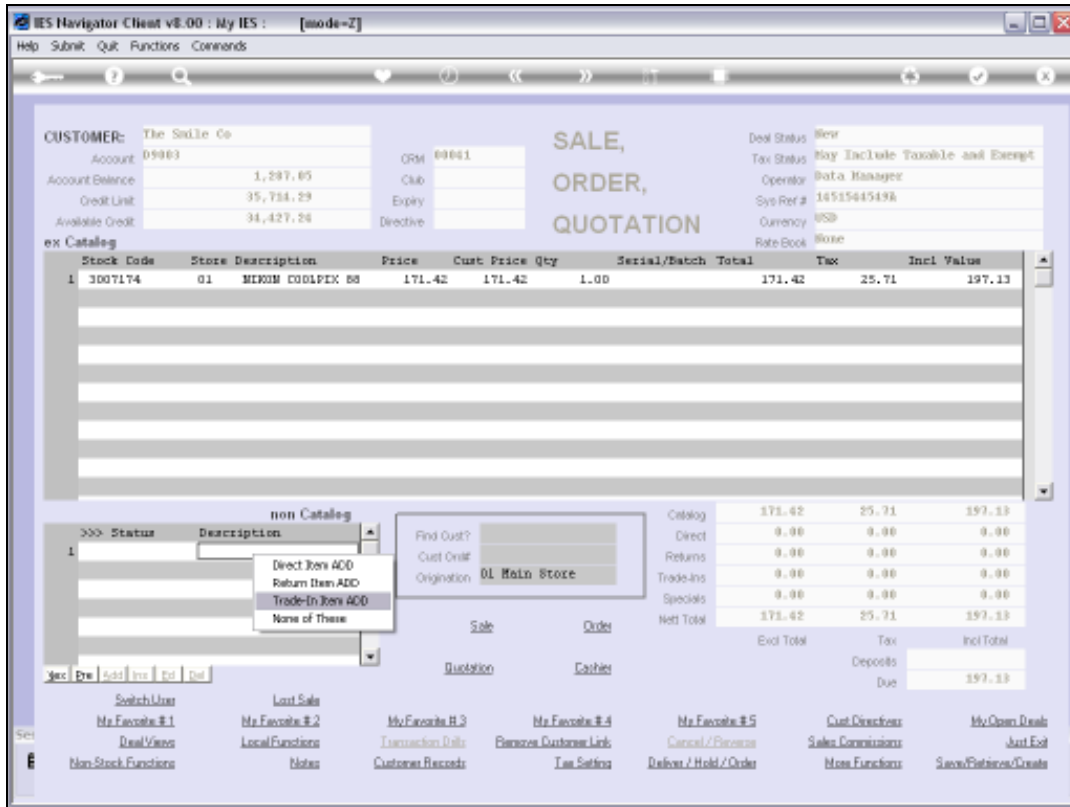 IES Navigator Client v8.00 : My IES : [mode=Z]
Help Submit Quit Functions Commands
CUSTOMER: The Smile Co
Account D9003
Account Balance 1,287.05
Credit Limit 35,714.29
Available Credit 34,427.24
CRM 00061
Club
Expiry
Directive
SALE,
ORDER,
QUOTATION
Deal Status New
Tax Status May Include Taxable and Exempt
Operator Data Manager
Sys Ref #
Currency USD
Rate Book None
ex Catalog
Stock Code Store Description Price Cust Price Qty Serial/Batch Total Tax Incl Value
1 3007174 01 NIKON COOLPIX 88 171.42 171.42 1.00 171.42 25.71 197.13
non Catalog
>>> Status Description
1
Direct Item ADD
Return Item ADD
Trade-In Item ADD
None of These
Nex Pre Add Ins Ed Del
Find Cust?
Cust Ord#
Origination 01 Main Store
Sale Order
Quotation Cashier
Catalog 171.42 25.71 197.13
Direct 0.00 0.00 0.00
Returns 0.00 0.00 0.00
Trade-Ins 0.00 0.00 0.00
Specials 0.00 0.00 0.00
Nett Total 171.42 25.71 197.13
Excl Total Tax Incl Total
Deposits
Due 197.13
Switch User Last Sale
My Favorite # 1 My Favorite # 2 My Favorite # 3 My Favorite # 4 My Favorite # 5 Cust Directives My Open Deals
Deal Views Local Functions Transaction Drills Remove Customer Link Cancel / Reverse Sales Commissions Just Exit
Non-Stock Functions Notes Customer Records Tax Setting Deliver / Hold / Order More Functions Save/Retrieve/Create